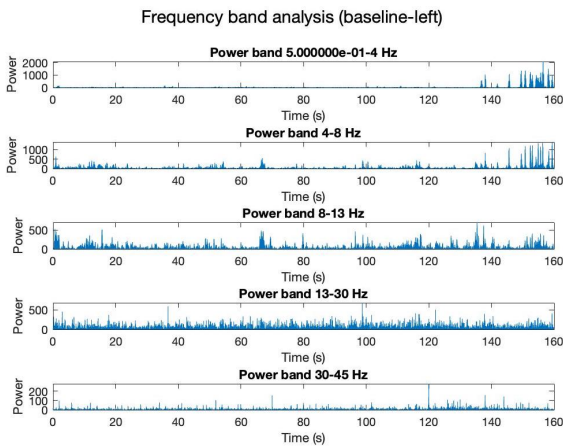 Frequency band analysis (baseline-left)
Power band 5.000000e-01-4 Hz
Power
2000
1000
0
0 20 40 60 80 100 120 140 160
Time (s)
Power band 4-8 Hz
Power
1000
500
0
0 20 40 60 80 100 120 140 160
Time (s)
Power band 8-13 Hz
Power
500
0
0 20 40 60 80 100 120 140 160
Time (s)
Power band 13-30 Hz
Power
500
0
0 20 40 60 80 100 120 140 160
Time (s)
Power band 30-45 Hz
Power
200
100
0
0 20 40 60 80 100 120 140 160
Time (s)